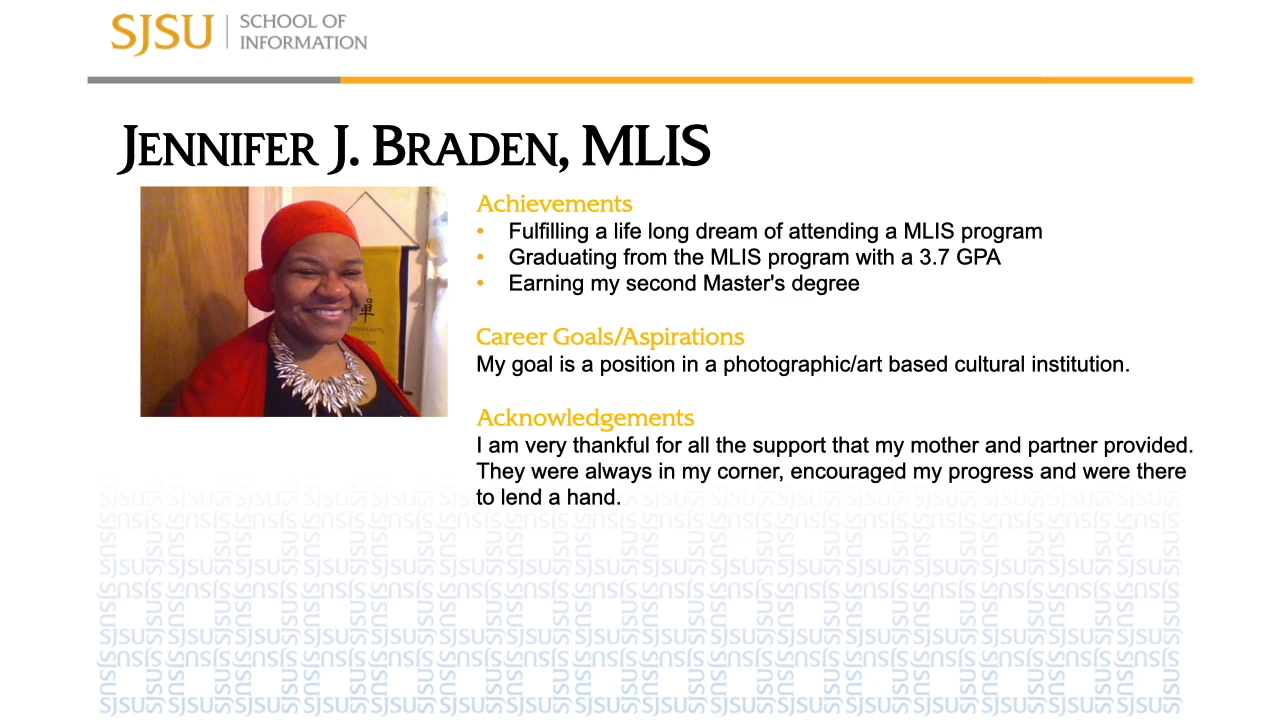 SJSU SCHOOL OF
INFORMATION
JENNIFER J. BRADEN, MLIS
Achievements
• Fulfilling a life long dream of attending a MLIS program
• Graduating from the MLIS program with a 3.7 GPA
• Earning my second Master's degree
Career Goals/Aspirations
My goal is a position in a photographic/art based cultural institution.
Acknowledgements
I am very thankful for all the support that my mother and partner provided.
They were always in my corner, encouraged my progress and were there
to lend a hand.